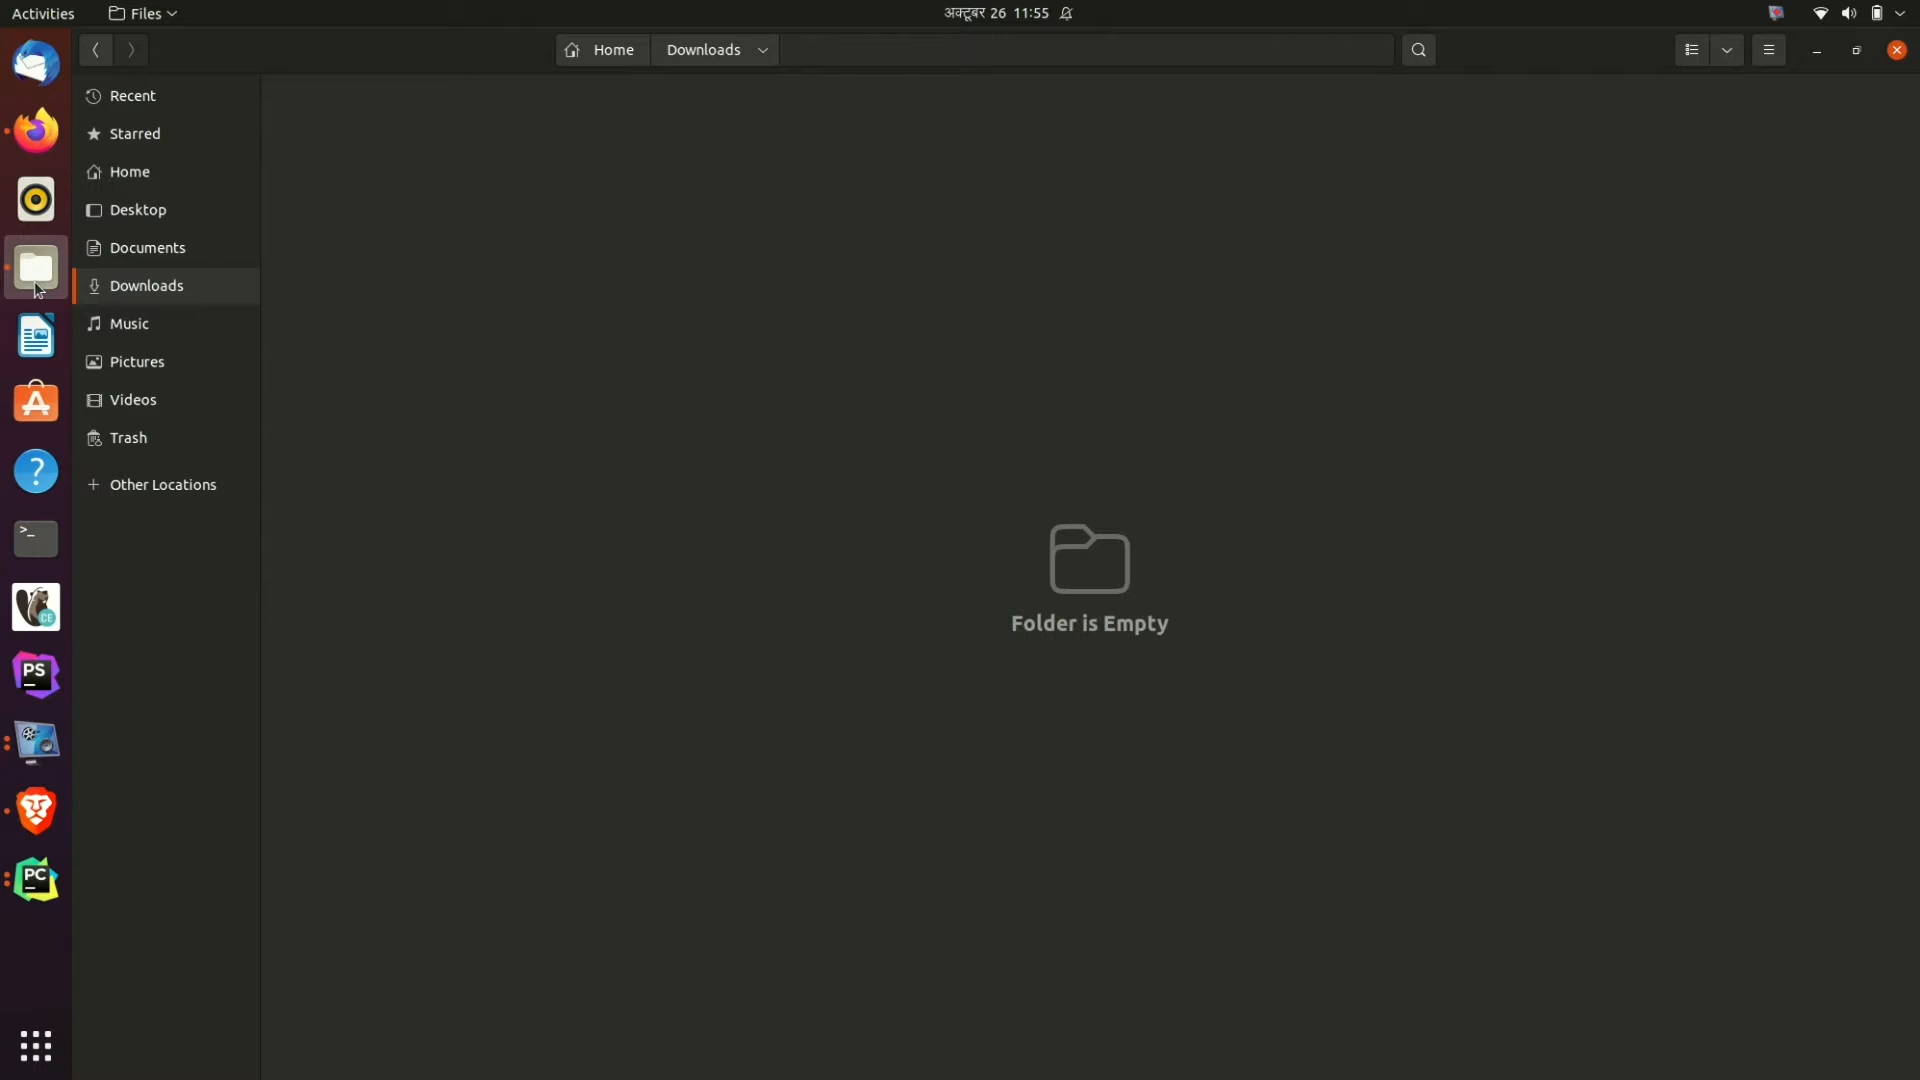 Activities
Files
अक्टूबर 26 11:55
Home
Downloads
Recent
Starred
Home
Desktop
Documents
Downloads
Music
Pictures
Videos
Trash
Other Locations
Folder is Empty
?
>_
CE
PS
PC